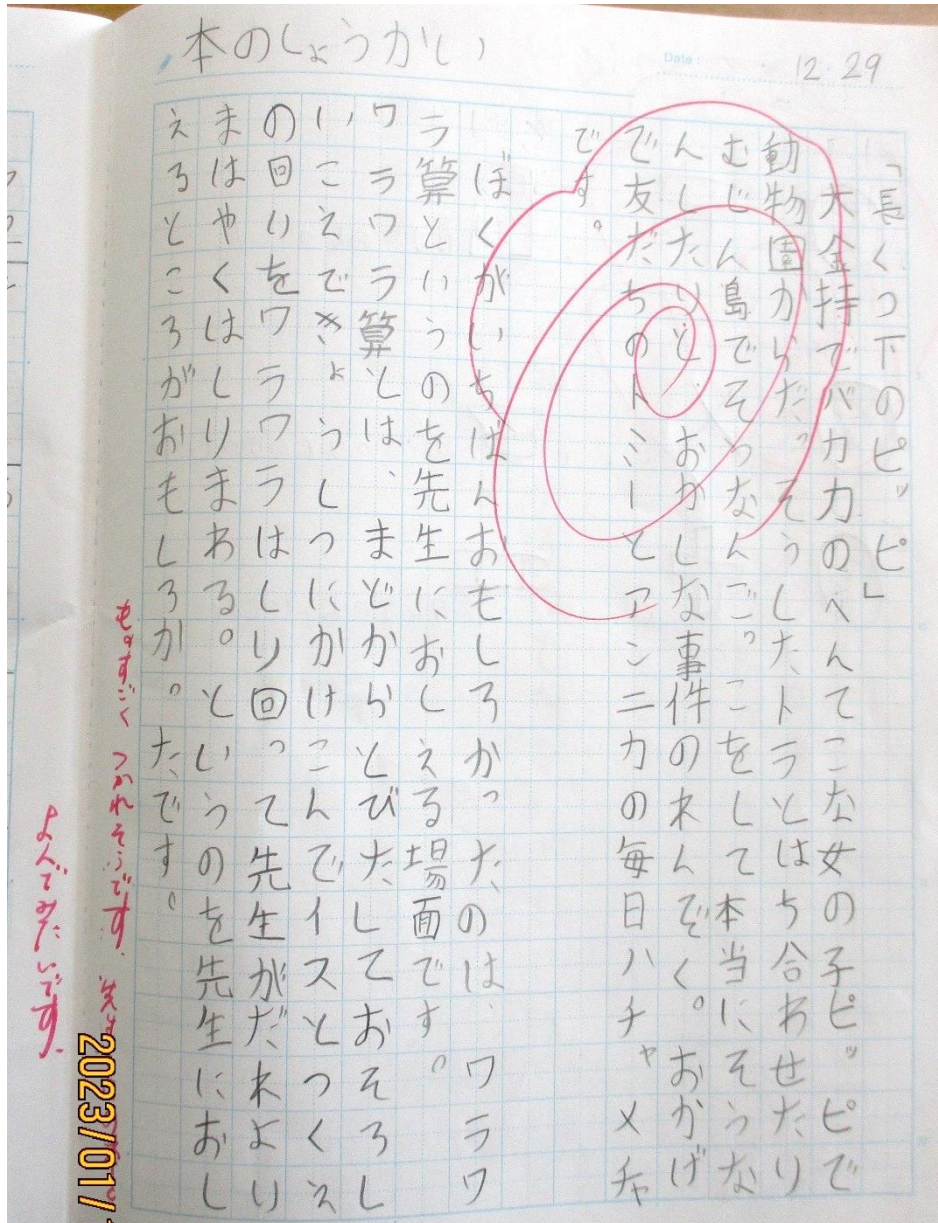 本のしょうかい
Date: 12 29
「長くつ下のピッピ」
大金持でバカ力のへんてこな女の子ピッピで
動物園からだっそうしたトラとはち合わせたり
むじん島でそうなんごっこをして本当にそうな
んしたりと、おかしな事件のれんぞく。おかげ
で友だちのトミーとアンニカの毎日ハチャメチャ
です。
ぼくがいちばんおもしろかったのは、ワラワ
ラ算というのを先生におしえる場面です。
ワラワラ算とは、まどからとびだしておそろし
いこえできょうしつにかけこんでイスとつくえ
の回りをワラワラはしり回って先生がだれより
まはやくはしりまわる。というのを先生におし
えるところがおもしろかったです。
ものすごく つかれそうです。先生
よんでみたいです。
2023/01/